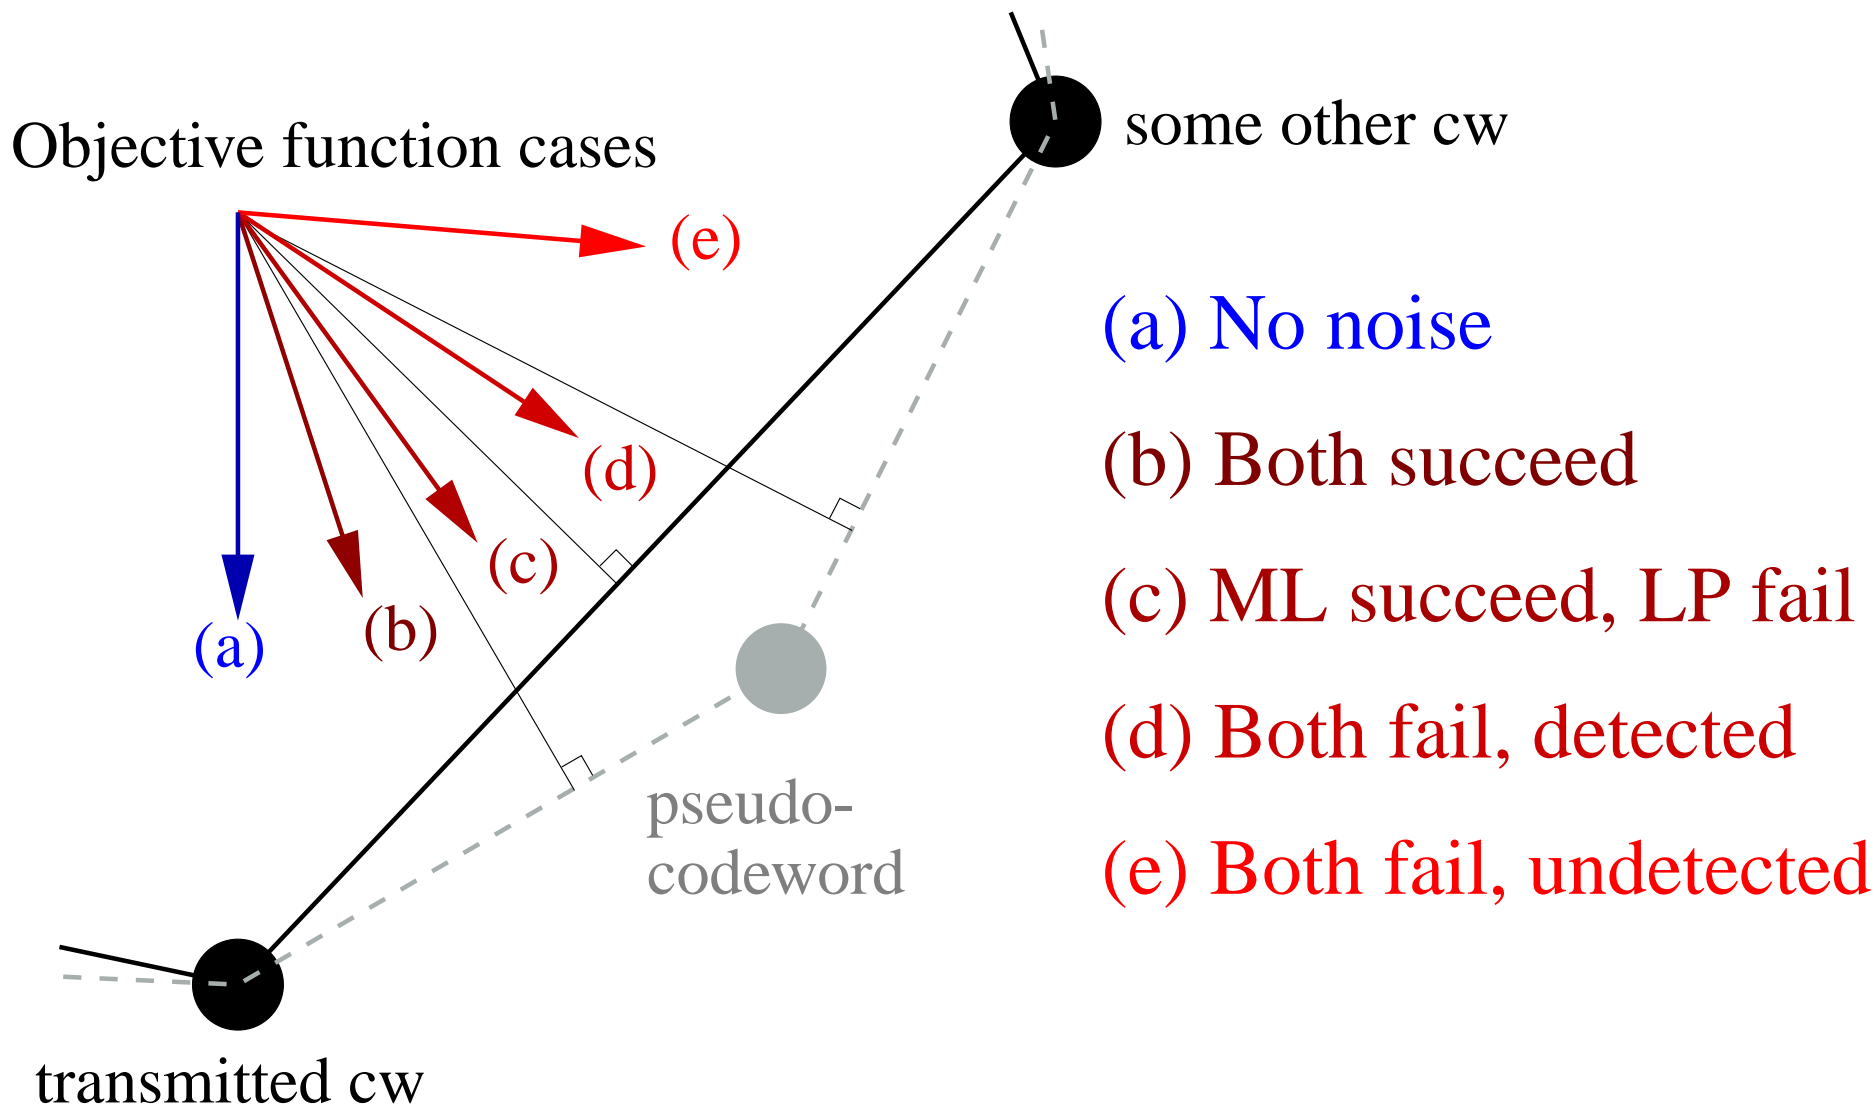 Objective function cases
some other cw
(e)
(d)
(c)
(b)
(a)
(a) No noise
(b) Both succeed
(c) ML succeed, LP fail
(d) Both fail, detected
(e) Both fail, undetected
pseudo-
codeword
transmitted cw